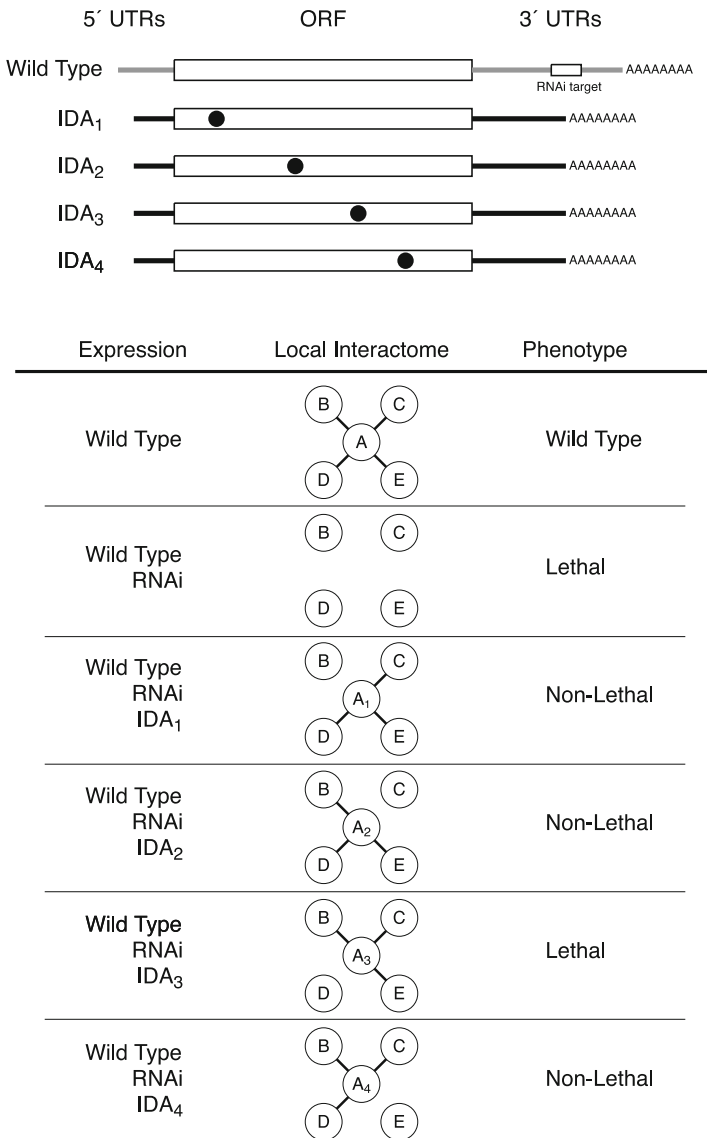 5´ UTRs ORF 3´ UTRs
Wild Type AAAAAAAA
RNAi target
IDA1 AAAAAAAA
IDA2 AAAAAAAA
IDA3 AAAAAAAA
IDA4 AAAAAAAA
Expression Local Interactome Phenotype
B C
Wild Type A Wild Type
D E
B C
Wild Type
RNAi Lethal
D E
Wild Type B C
RNAi A1 Non-Lethal
IDA1 D E
Wild Type B C
RNAi A2 Non-Lethal
IDA2 D E
Wild Type B C
RNAi A3 Lethal
IDA3 D E
Wild Type B C
RNAi A4 Non-Lethal
IDA4 D E